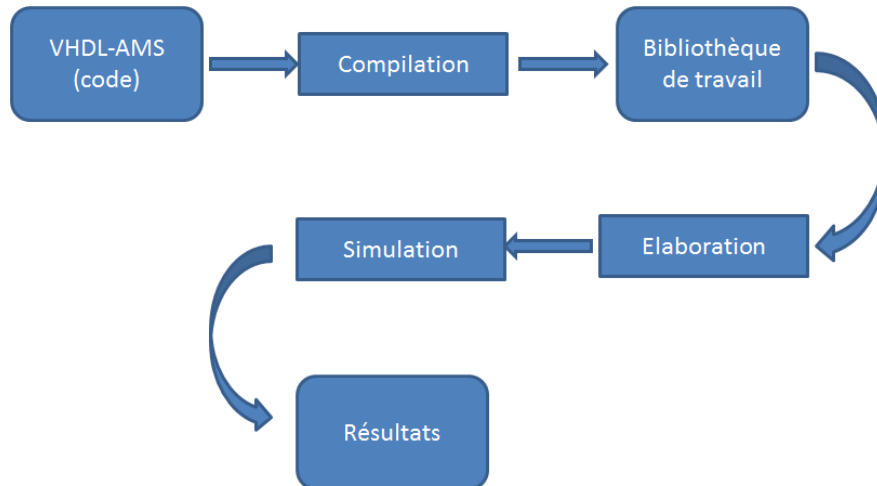 VHDL-AMS
(code)
Compilation
Bibliothèque
de travail
Elaboration
Simulation
Résultats